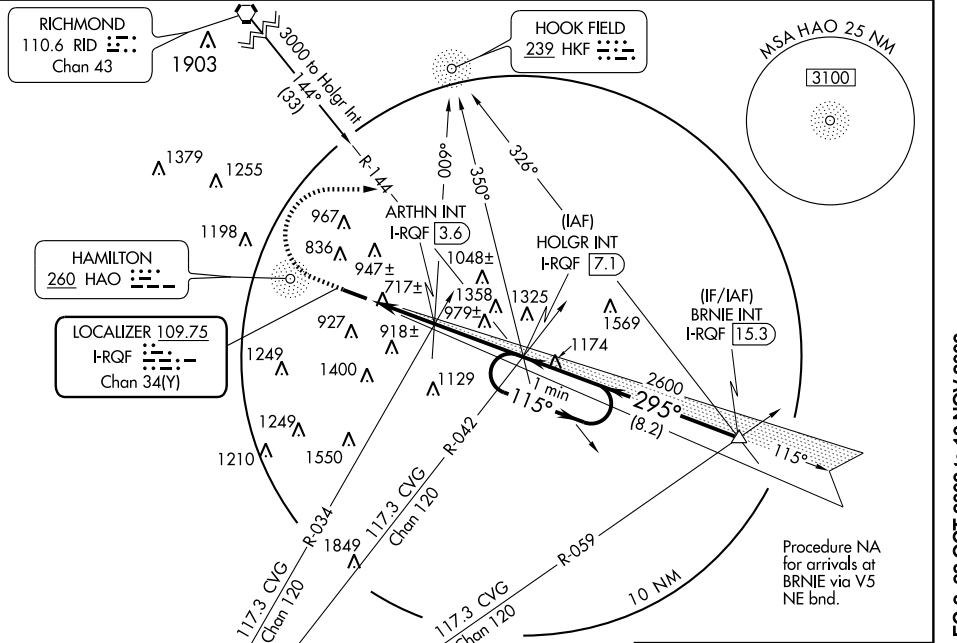 RICHMOND
110.6 RID
Chan 43
1903
3000 to Holgr Int
144°
(33)
R-144
HOOK FIELD
239 HKF
MSA HAO 25 NM
3100
1379
1255
1198
967
836
947±
717±
009°
350°
326°
ARTHN INT
I-RQF 3.6
(IAF)
HOLGR INT
I-RQF 7.1
1048±
1358
979±
1325
1569
(IF/IAF)
BRNIE INT
I-RQF 15.3
HAMILTON
260 HAO
LOCALIZER 109.75
I-RQF
Chan 34(Y)
927
918±
1249
1400
1129
1174
1 min
115°
2600
295°
(8.2)
115°
1249
1210
1550
1849
R-034
117.3 CVG
Chan 120
R-042
117.3 CVG
Chan 120
R-059
117.3 CVG
Chan 120
10 NM
Procedure NA
for arrivals at
BRNIE via V5
NE bnd.